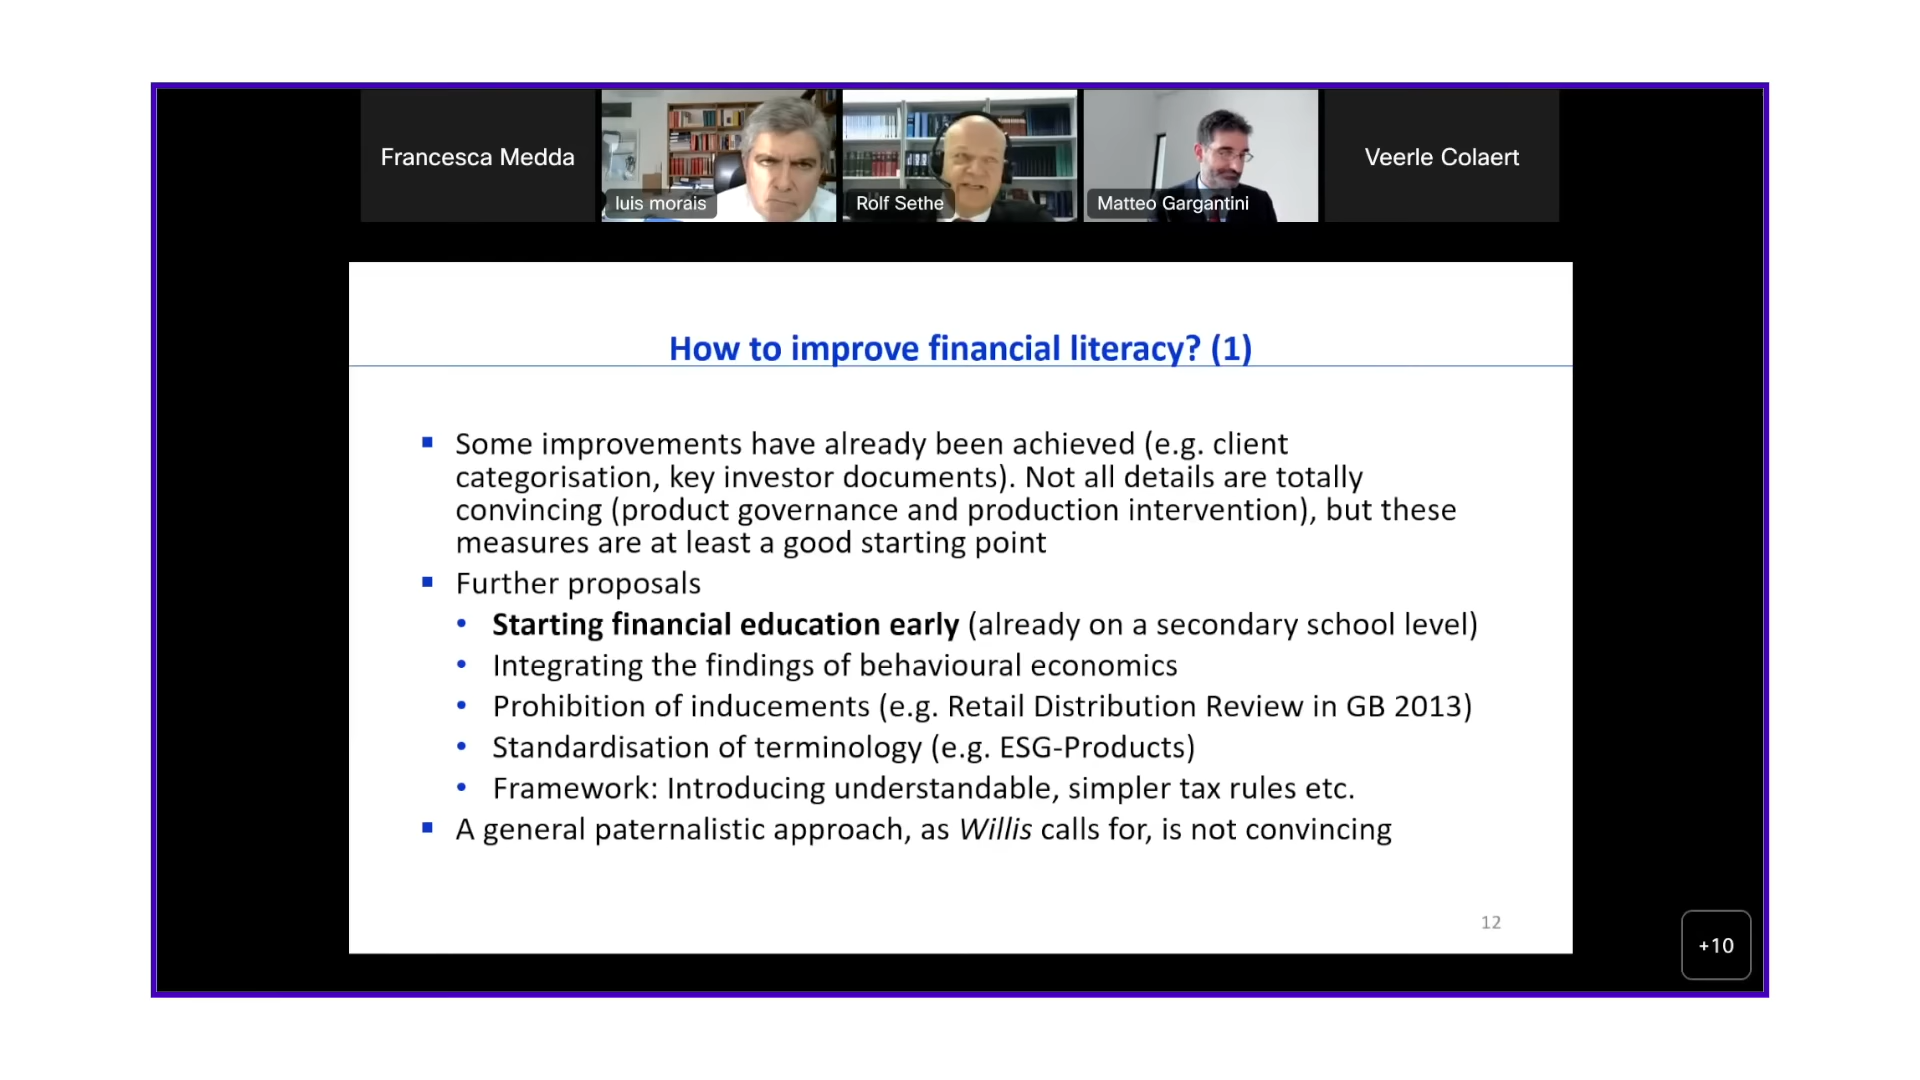 Francesca Medda
luis morais
Rolf Sethe
Matteo Gargantini
Veerle Colaert
How to improve financial literacy? (1)
Some improvements have already been achieved (e.g. client
categorisation, key investor documents). Not all details are totally
convincing (product governance and production intervention), but these
measures are at least a good starting point
Further proposals
Starting financial education early (already on a secondary school level)
Integrating the findings of behavioural economics
Prohibition of inducements (e.g. Retail Distribution Review in GB 2013)
Standardisation of terminology (e.g. ESG-Products)
Framework: Introducing understandable, simpler tax rules etc.
A general paternalistic approach, as Willis calls for, is not convincing
12
+10